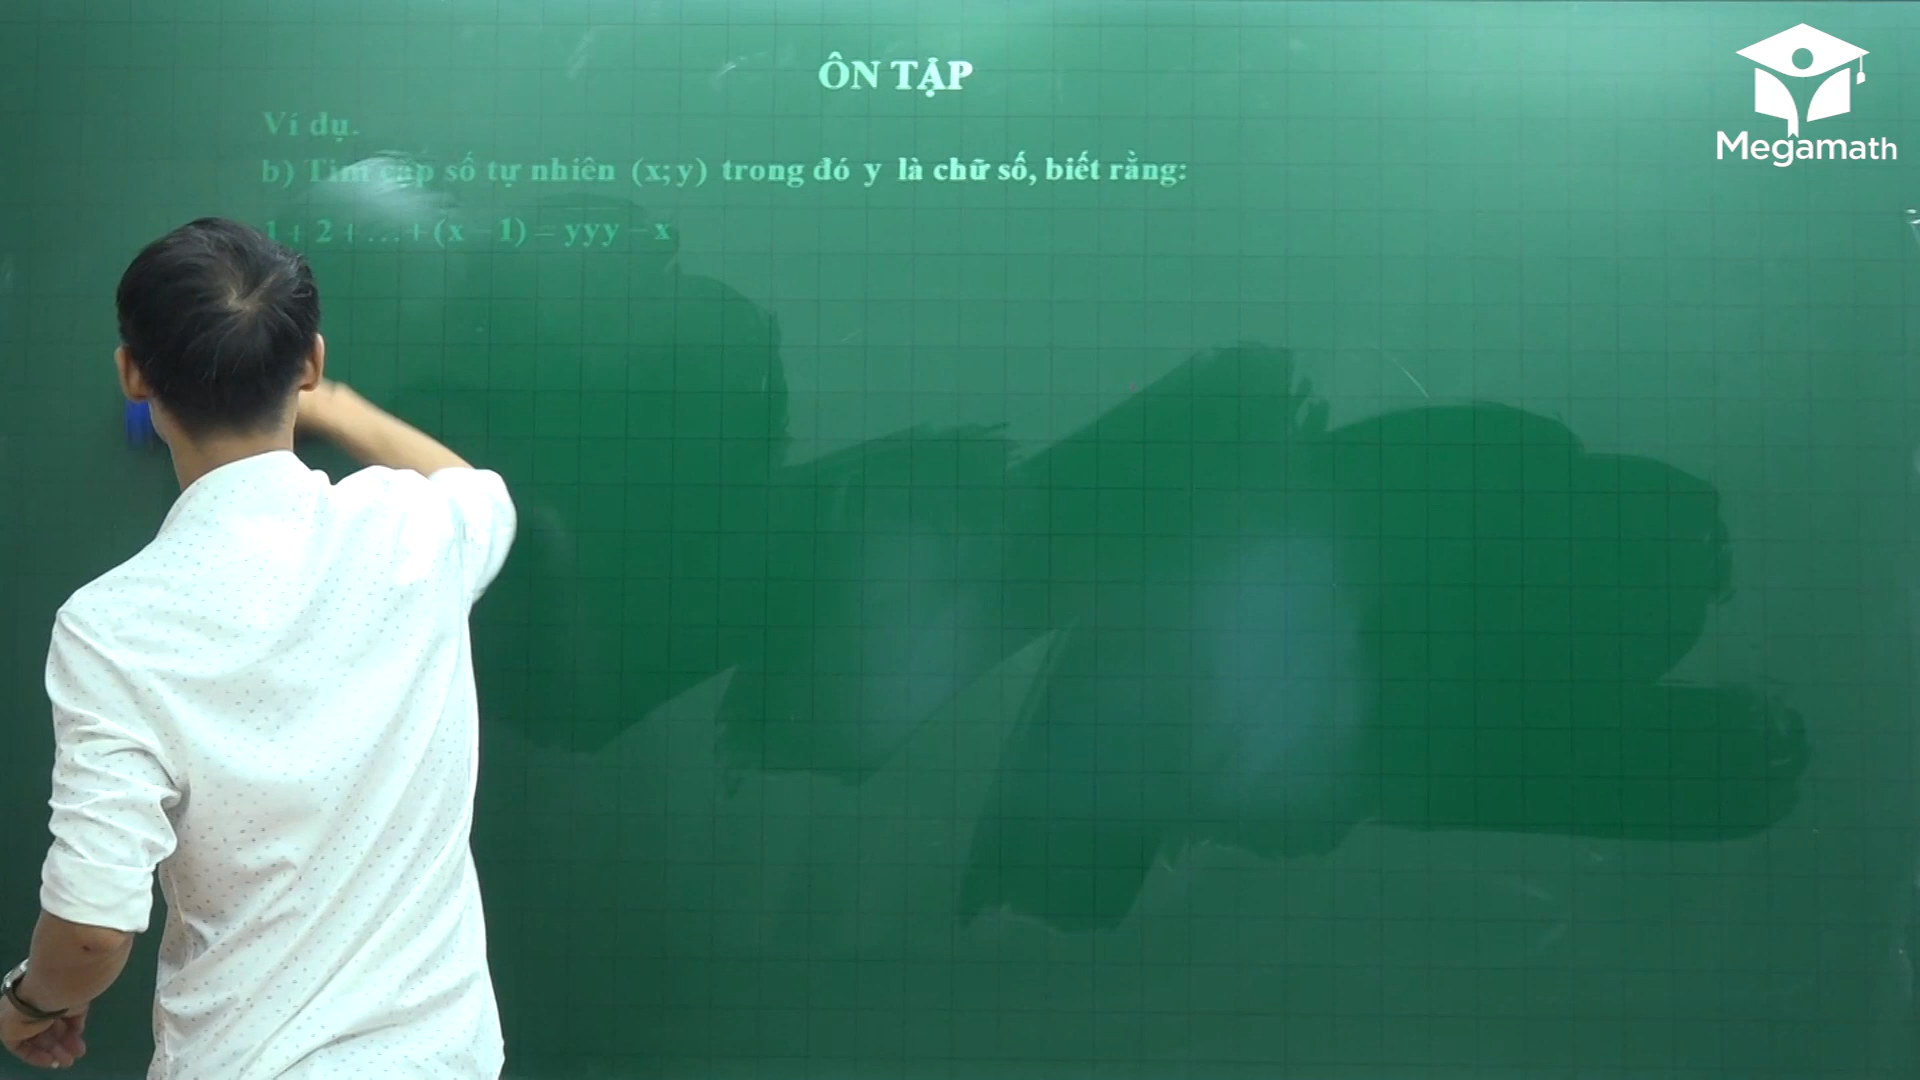 Megamath
ÔN TẬP
Ví dụ.
b) Tìm cặp số tự nhiên (x; y) trong đó y là chữ số, biết rằng:
1 + 2 + … + (x − 1) = yyy − x